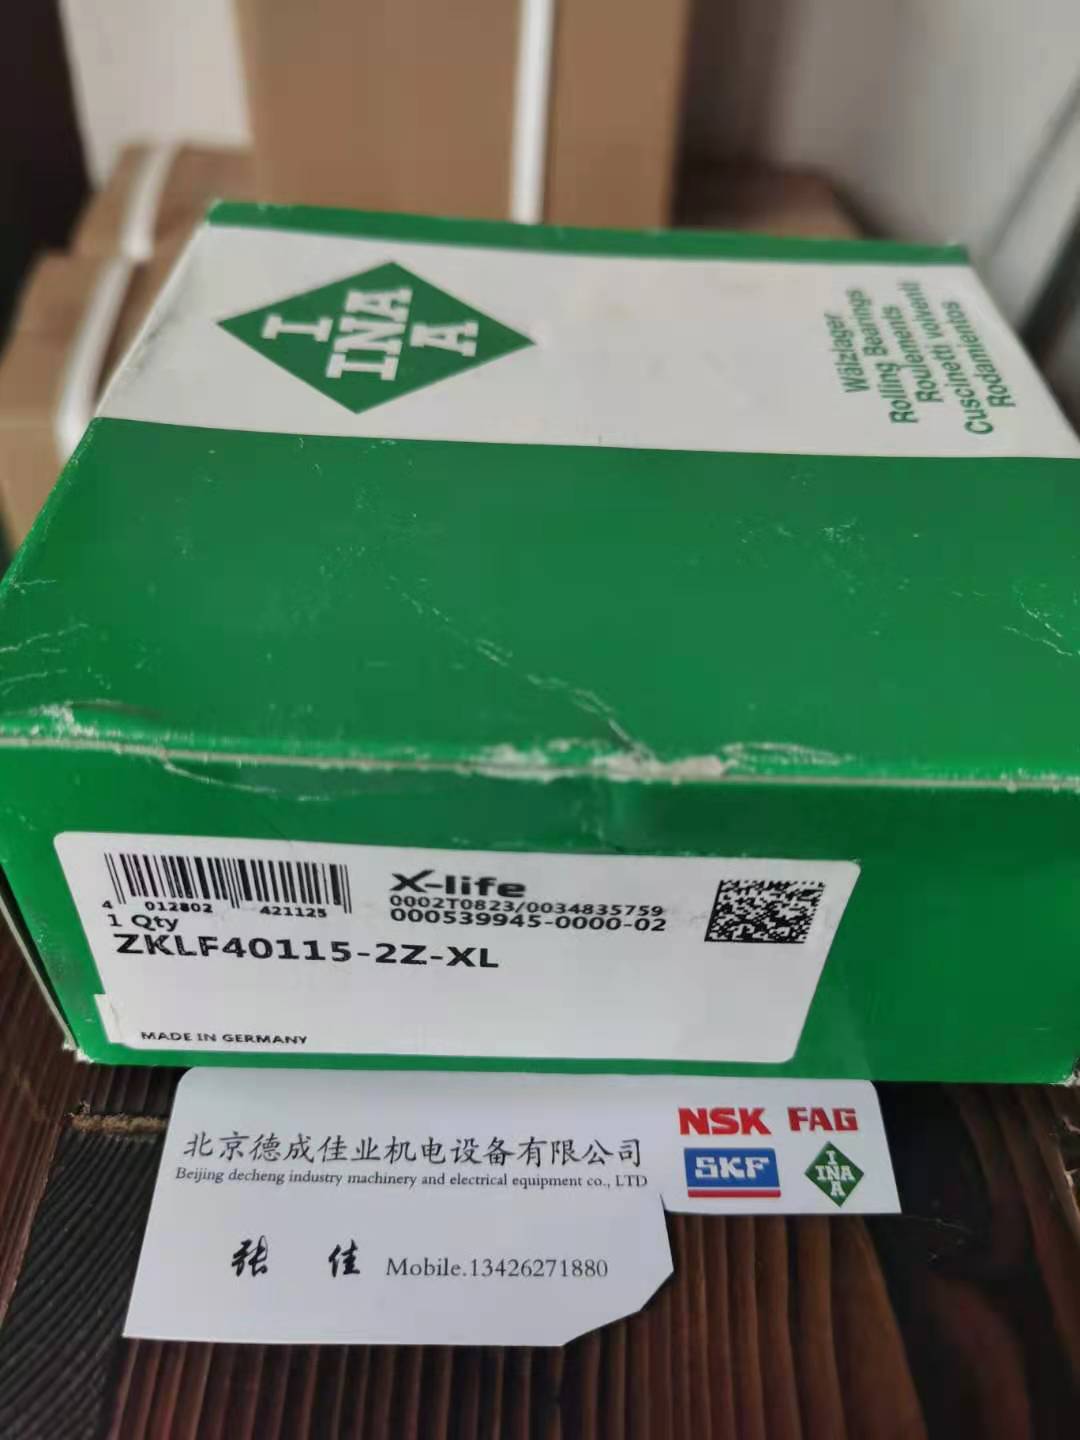 I
INA
A
Wälzlager
Rolling Bearings
Roulements
Cuscinetti volventi
Rodamientos
4 012802 421125
1 Qty
X-life
0002T0823/0034835759
000539945-0000-02
ZKLF40115-2Z-XL
MADE IN GERMANY
北京德成佳业机电设备有限公司
Beijing decheng industry machinery and electrical equipment co., LTD
张 佳 Mobile.13426271880
NSK FAG
SKF
I
INA
A